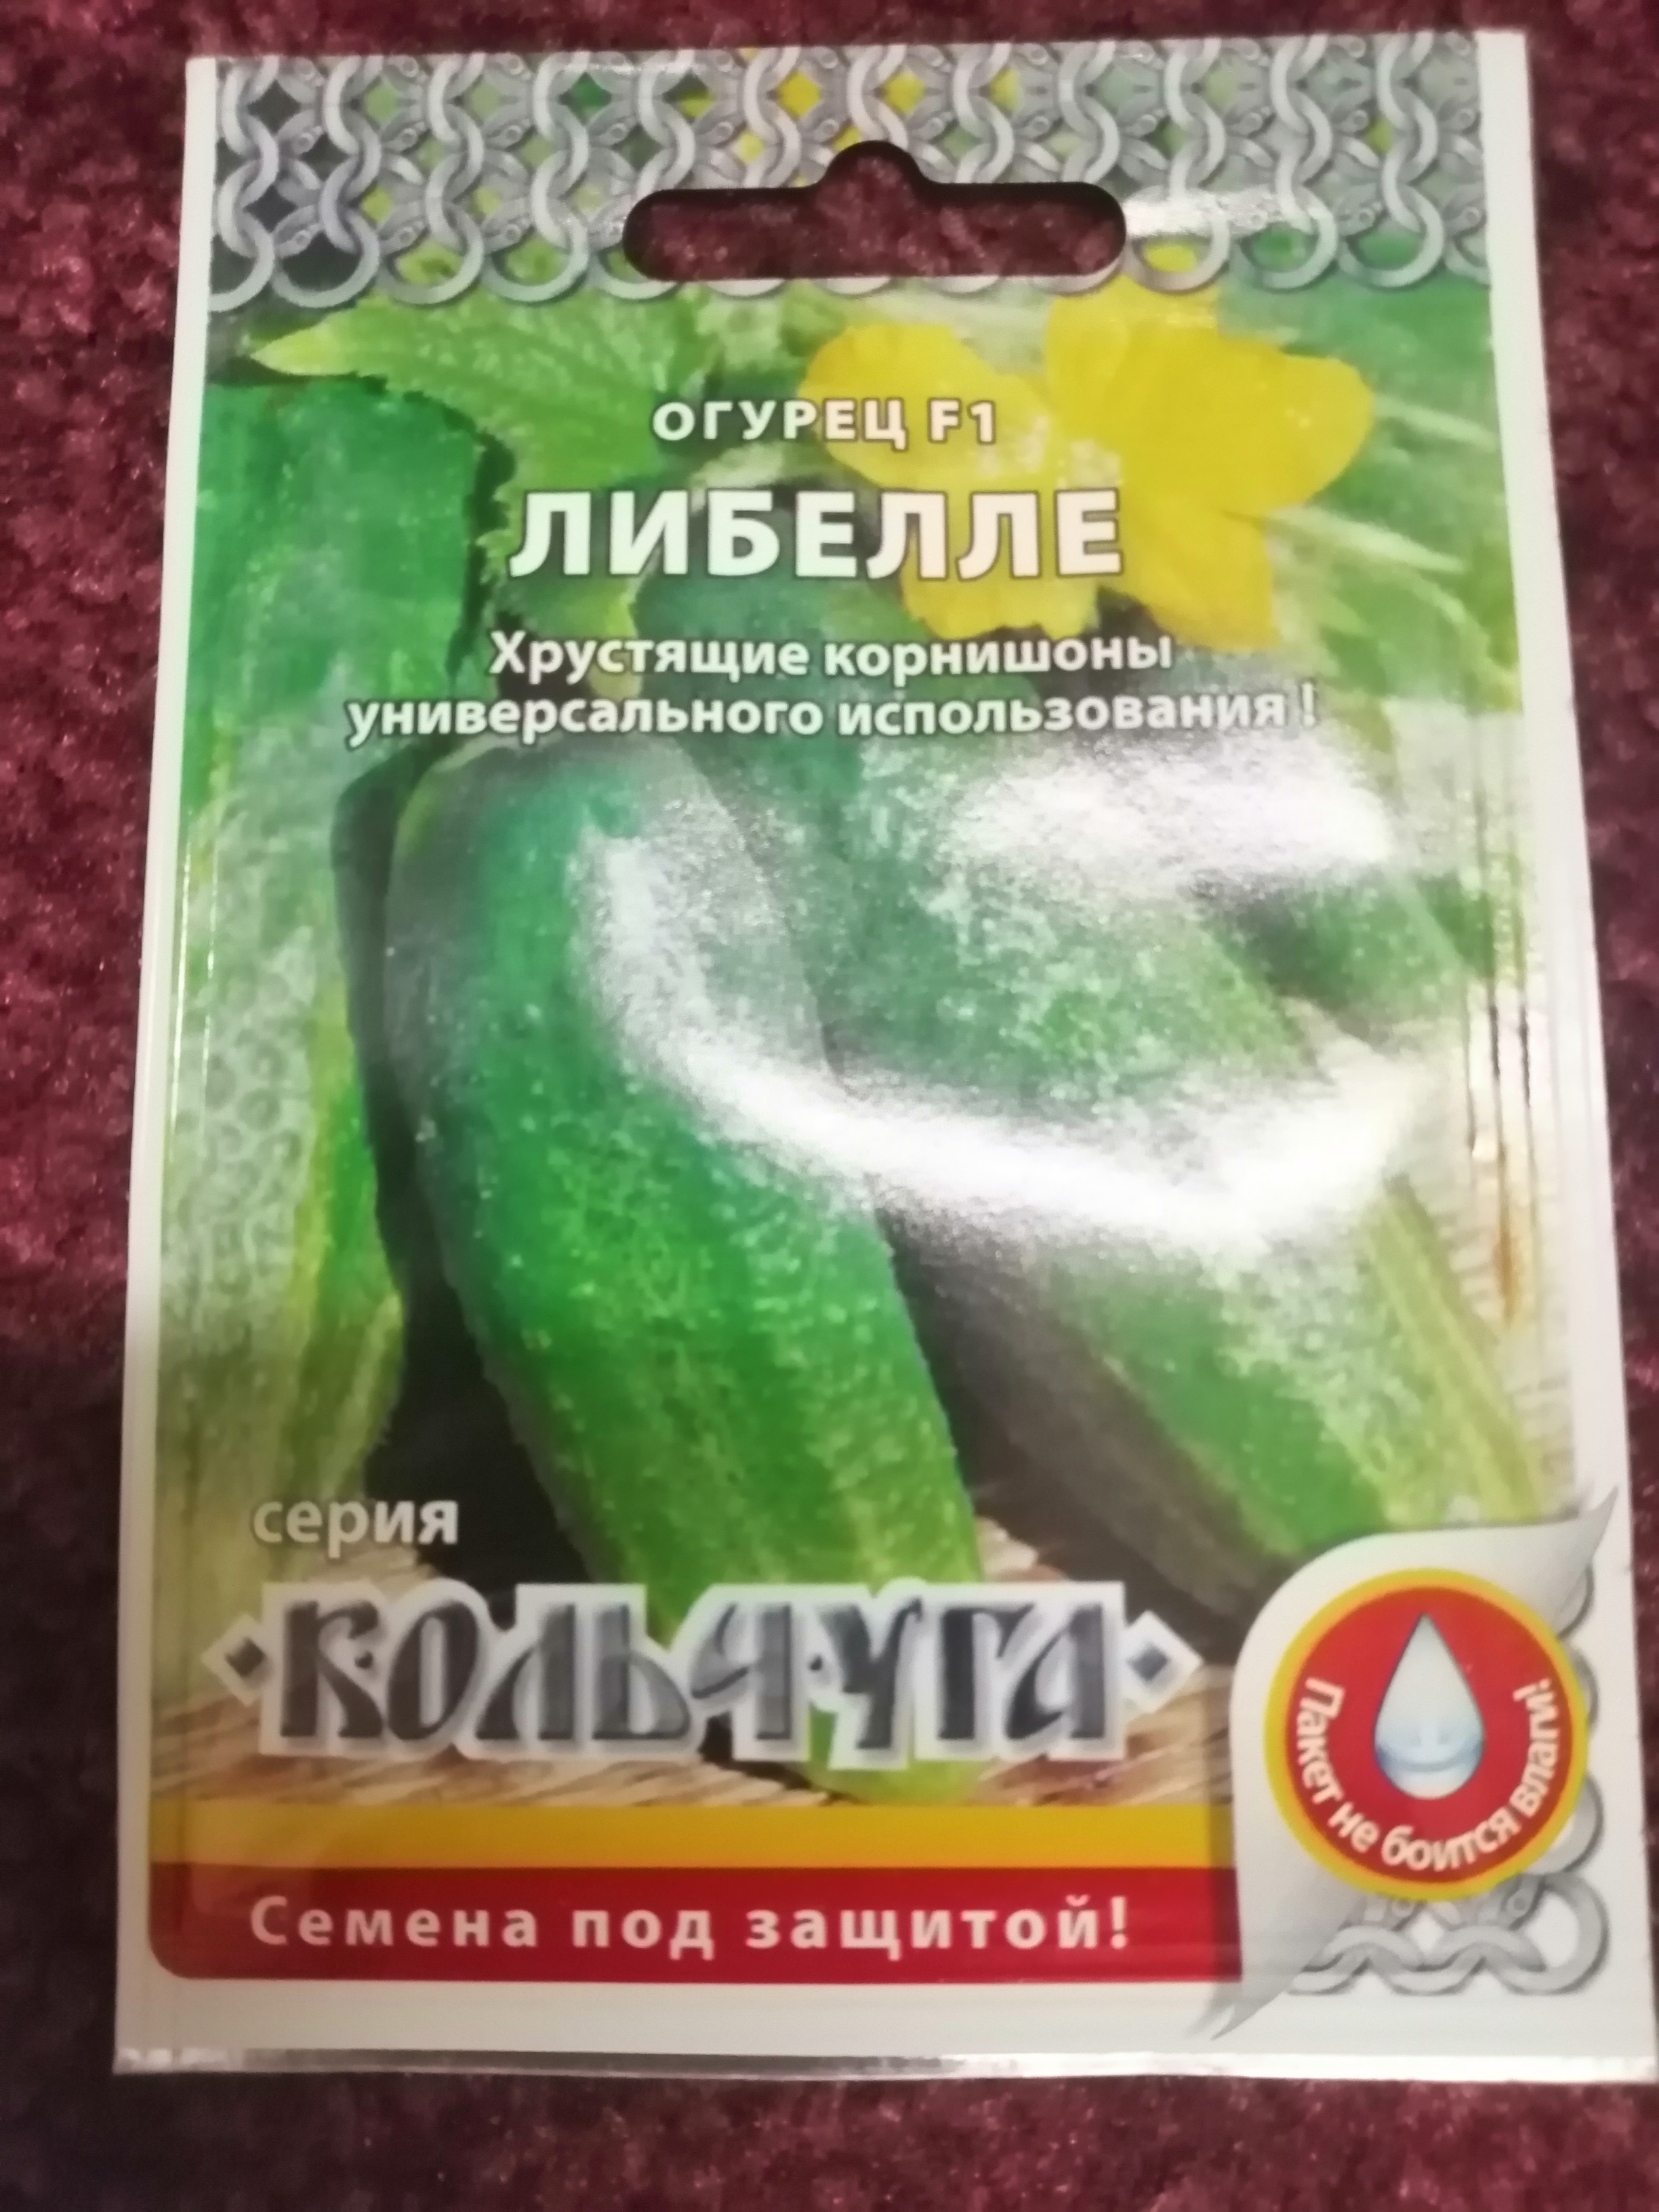 ОГУРЕЦ F1
ЛИБЕЛЛЕ
Хрустящие корнишоны
универсального использования !
серия
КОЛЬЧУГА
Семена под защитой!
Пакет не боится влаги!